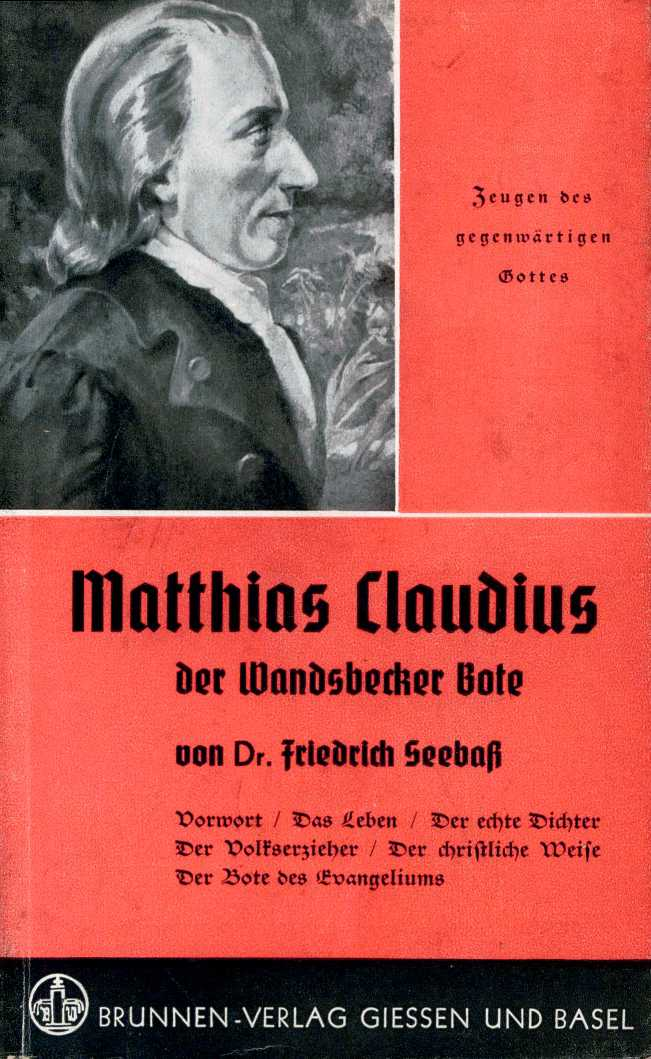 Zeugen des
gegenwärtigen
Gottes
Matthias Claudius
der Wandsbecker Bote
von Dr. Friedrich Seebaß
Vorwort / Das Leben / Der echte Dichter
Der Volkserzieher / Der christliche Weise
Der Bote des Evangeliums
B V
BRUNNEN-VERLAG GIESSEN UND BASEL